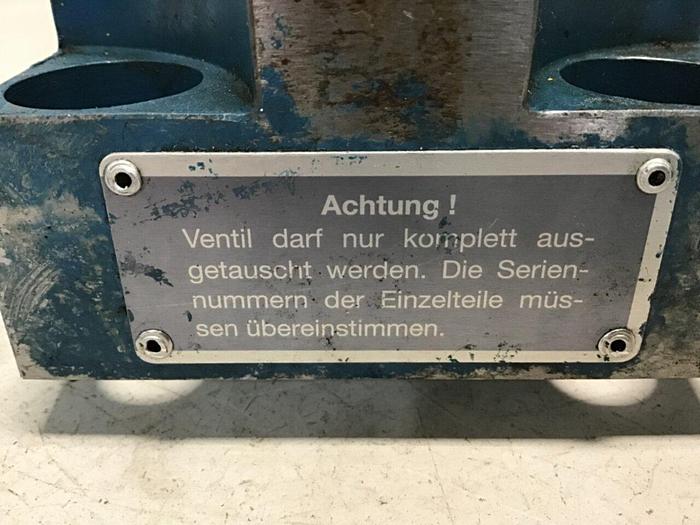 Achtung !
Ventil darf nur komplett aus-
getauscht werden. Die Serien-
nummern der Einzelteile müs-
sen übereinstimmen.